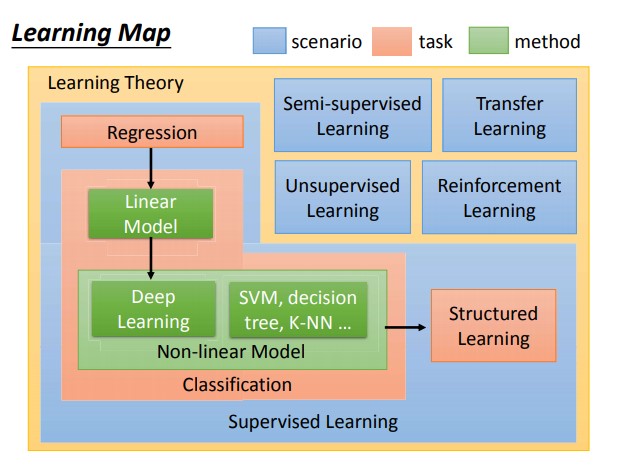 Learning Map
scenario
task
method
Learning Theory
Regression
Linear
Model
Deep
Learning
SVM, decision
tree, K-NN ...
Non-linear Model
Classification
Supervised Learning
Semi-supervised
Learning
Transfer
Learning
Unsupervised
Learning
Reinforcement
Learning
Structured
Learning